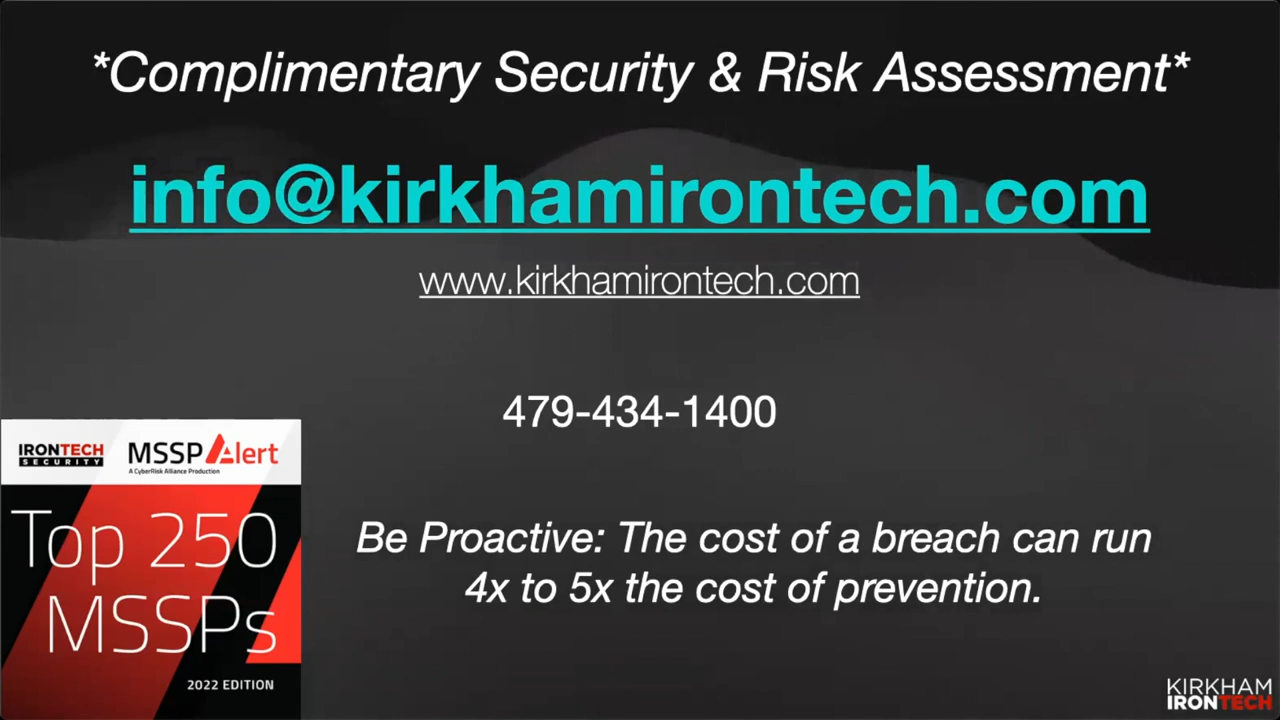 *Complimentary Security & Risk Assessment*
info@kirkhamirontech.com
www.kirkhamirontech.com
479-434-1400
IRONTECH
SECURITY
MSSP Alert
A CyberRisk Alliance Production
Top 250
MSSPs
2022 EDITION
Be Proactive: The cost of a breach can run
4x to 5x the cost of prevention.
KIRKHAM
IRONTECH